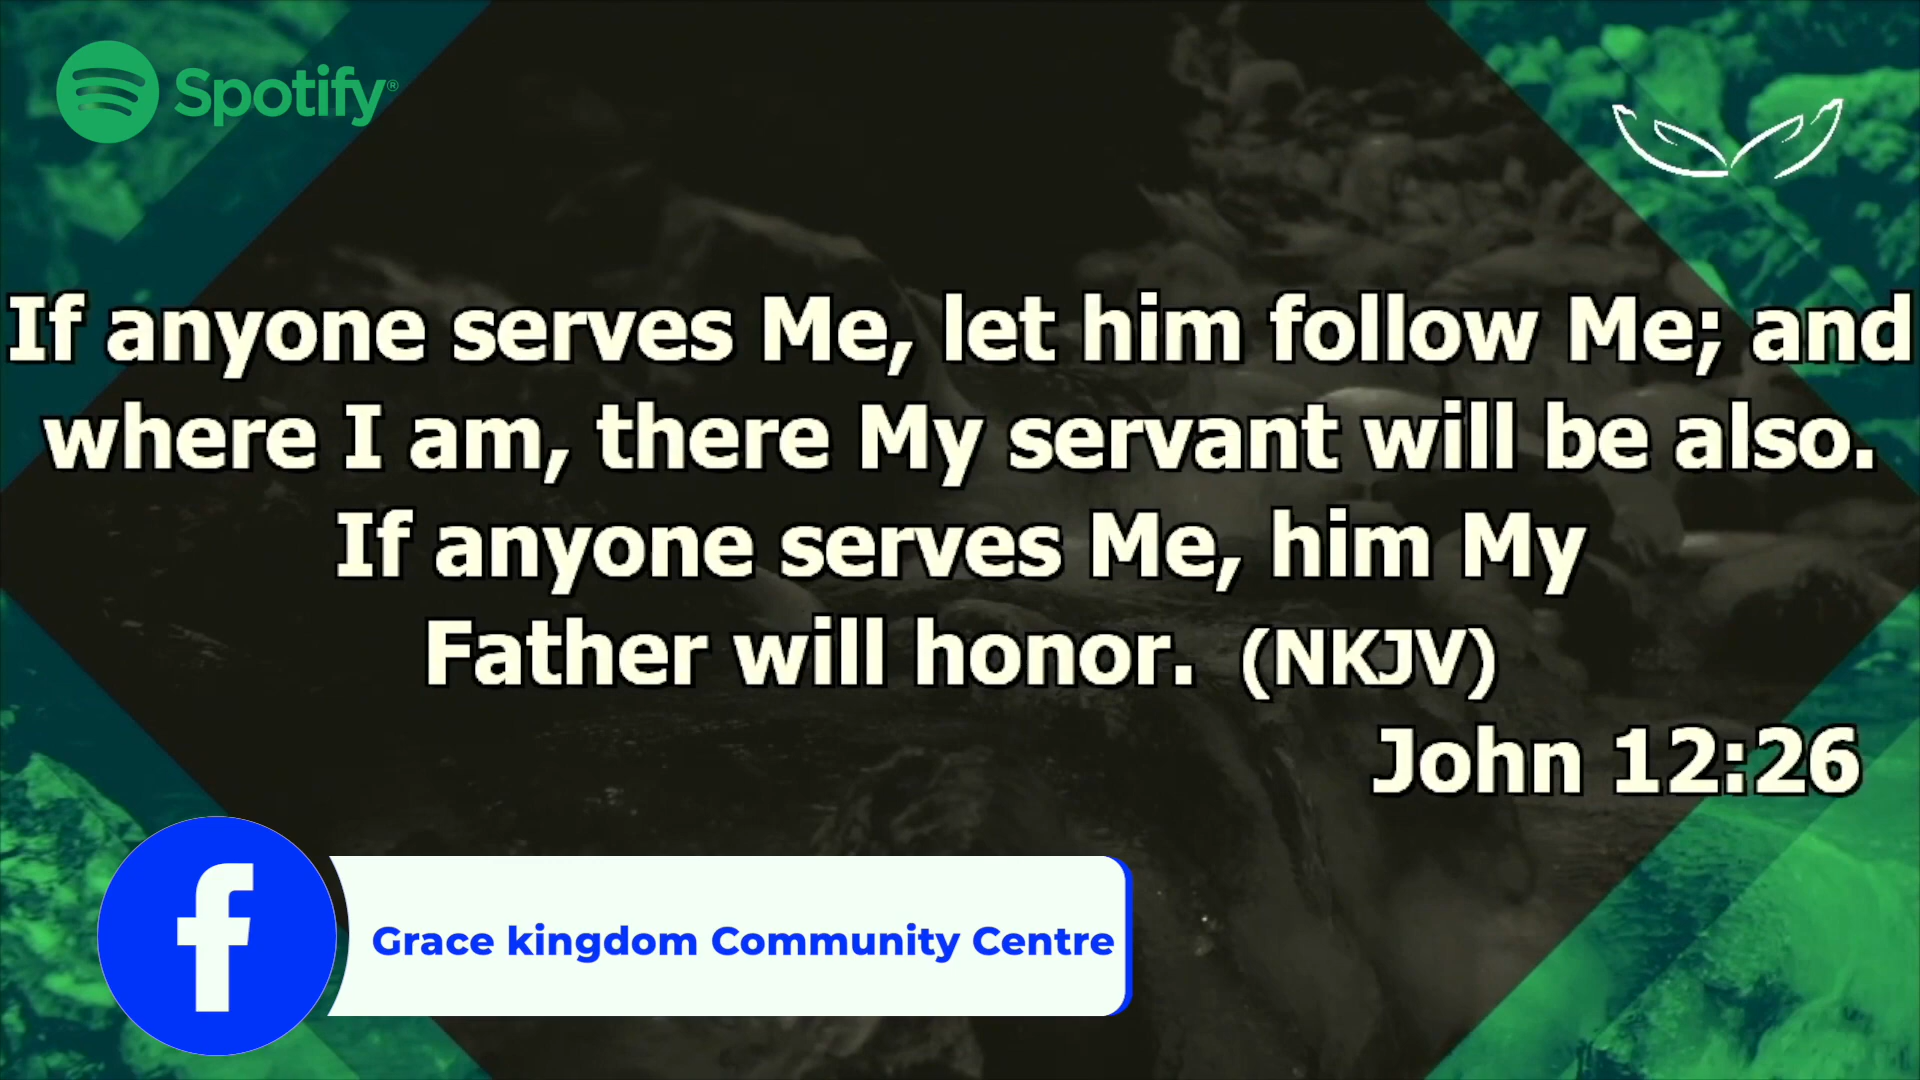 Spotify®
If anyone serves Me, let him follow Me; and
where I am, there My servant will be also.
If anyone serves Me, him My
Father will honor. (NKJV)
John 12:26
f
Grace kingdom Community Centre